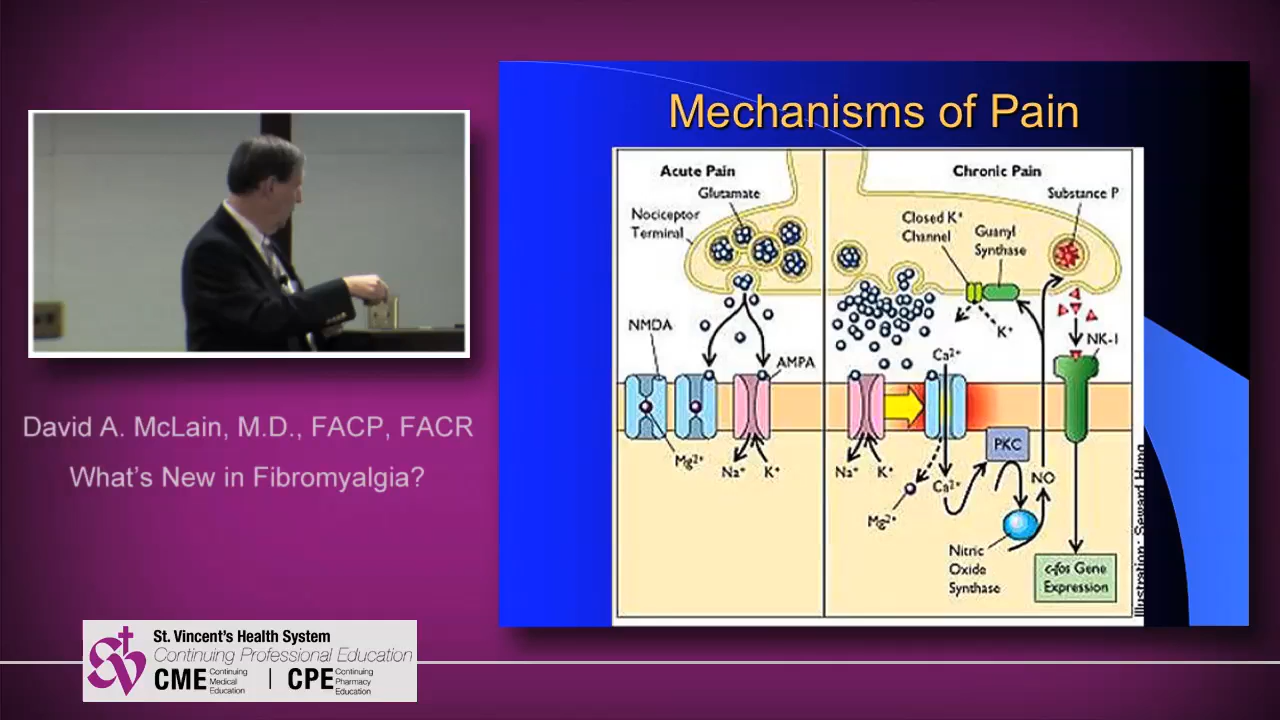 Mechanisms of Pain
Acute Pain
Glutamate
Nociceptor
Terminal
NMDA
AMPA
Mg²⁺
Na⁺
K⁺
Chronic Pain
Substance P
Closed K⁺
Channel
Guanyl
Synthase
K⁺
NK-1
Ca²⁺
Na⁺
K⁺
Mg²⁺
Ca²⁺
PKC
NO
Nitric
Oxide
Synthase
c-fos Gene
Expression
Illustration: Seward Hung
David A. McLain, M.D., FACP, FACR
What's New in Fibromyalgia?
St. Vincent's Health System
Continuing Professional Education
CME Continuing
Medical
Education
CPE Continuing
Pharmacy
Education